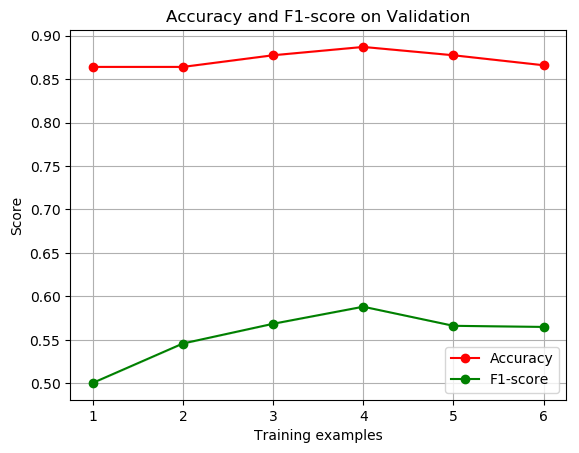 Accuracy and F1-score on Validation
0.90
0.85
0.80
0.75
0.70
0.65
0.60
0.55
0.50
Score
Accuracy
F1-score
1 2 3 4 5 6
Training examples